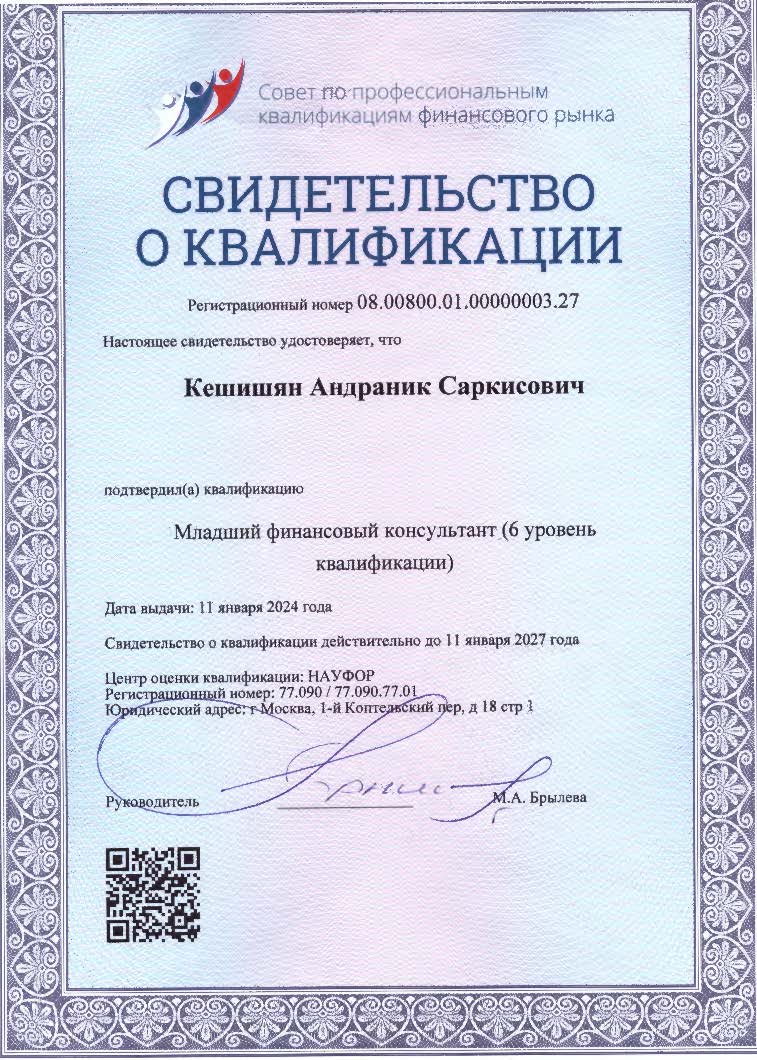 Совет по профессиональным
квалификациям финансового рынка
СВИДЕТЕЛЬСТВО
О КВАЛИФИКАЦИИ
Регистрационный номер 08.00800.01.00000003.27
Настоящее свидетельство удостоверяет, что
Кешишян Андраник Саркисович
подтвердил(а) квалификацию
Младший финансовый консультант (6 уровень
квалификации)
Дата выдачи: 11 января 2024 года
Свидетельство о квалификации действительно до 11 января 2027 года
Центр оценки квалификации: НАУФОР
Регистрационный номер: 77.090 / 77.090.77.01
Юридический адрес: г Москва, 1-й Коптельский пер, д 18 стр 1
Руководитель
М.А. Брылева